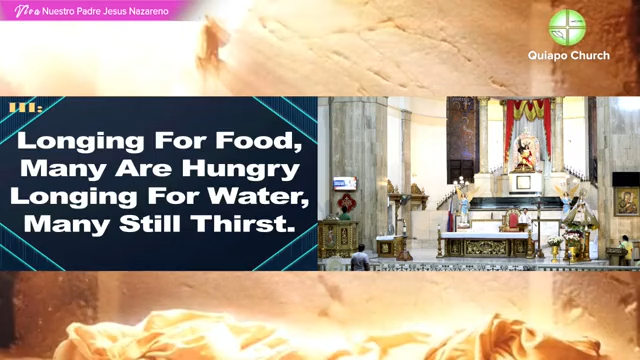 Viva Nuestro Padre Jesus Nazareno
Quiapo Church
III:
Longing For Food,
Many Are Hungry
Longing For Water,
Many Still Thirst.